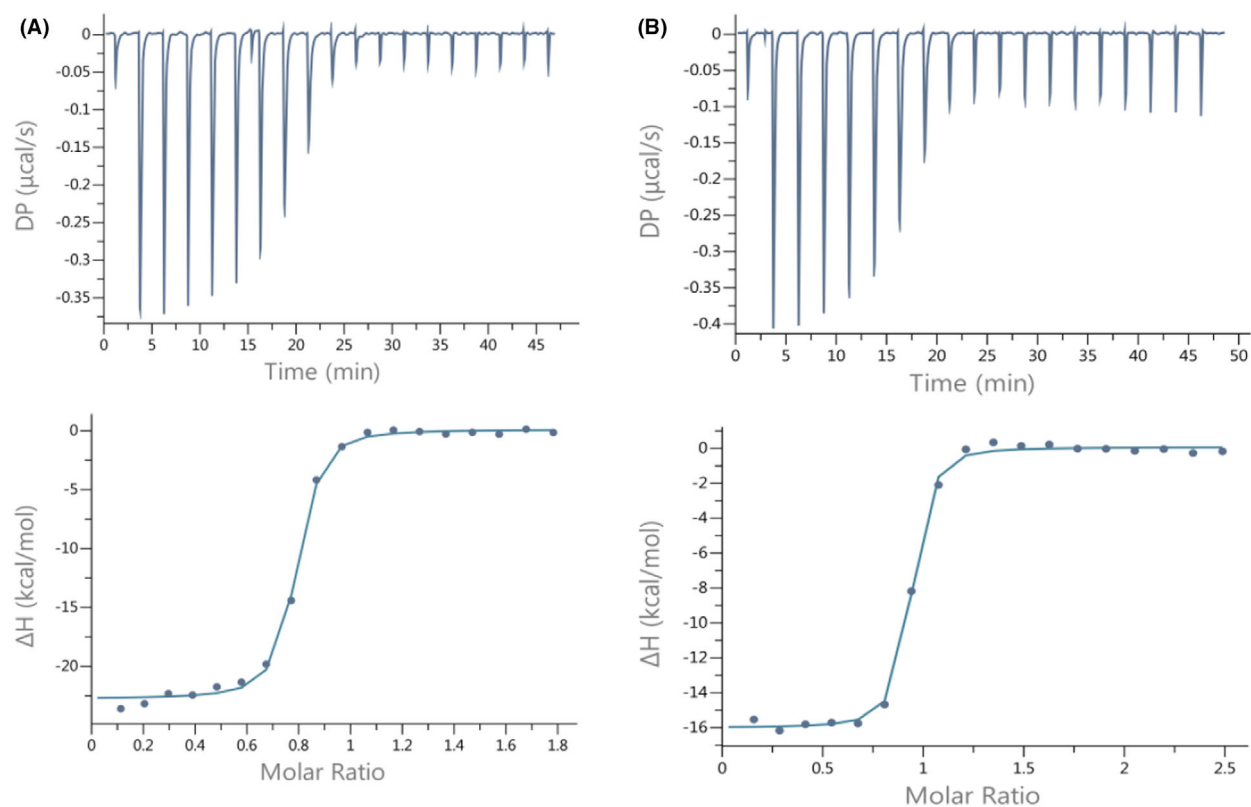 (A)
0
-0.05
-0.1
-0.15
-0.2
-0.25
-0.3
-0.35
DP (µcal/s)
0 5 10 15 20 25 30 35 40 45
Time (min)
(B)
0
-0.05
-0.1
-0.15
-0.2
-0.25
-0.3
-0.35
-0.4
DP (µcal/s)
0 5 10 15 20 25 30 35 40 45 50
Time (min)
0
-5
-10
-15
-20
ΔH (kcal/mol)
0 0.2 0.4 0.6 0.8 1 1.2 1.4 1.6 1.8
Molar Ratio
0
-2
-4
-6
-8
-10
-12
-14
-16
ΔH (kcal/mol)
0 0.5 1 1.5 2 2.5
Molar Ratio